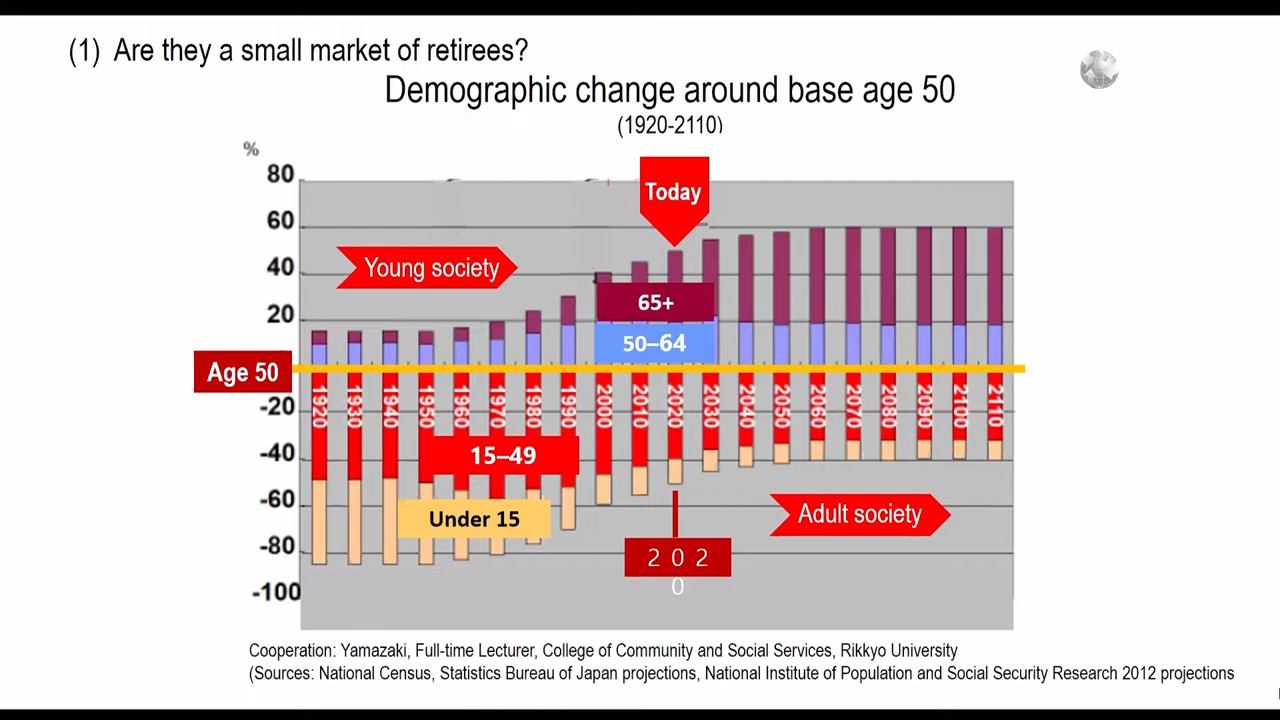 (1) Are they a small market of retirees?
Demographic change around base age 50
(1920-2110)
%
80
Today
60
Young society
40
65+
20
50–64
Age 50
1920 1930 1940 1950 1960 1970 1980 1990 2000 2010 2020 2030 2040 2050 2060 2070 2080 2090 2100 2110
-20
-40
15–49
-60
Under 15
Adult society
-80
2 0 2
0
-100
Cooperation: Yamazaki, Full-time Lecturer, College of Community and Social Services, Rikkyo University
(Sources: National Census, Statistics Bureau of Japan projections, National Institute of Population and Social Security Research 2012 projections